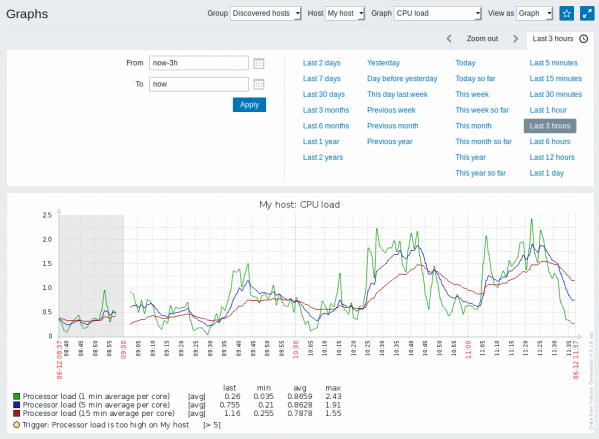 Graphs
Group Discovered hosts Host My host Graph CPU load View as Graph
Zoom out Last 3 hours
From now-3h
To now
Apply
Last 2 days Yesterday Today Last 5 minutes
Last 7 days Day before yesterday Today so far Last 15 minutes
Last 30 days This day last week This week Last 30 minutes
Last 3 months Previous week This week so far Last 1 hour
Last 6 months Previous month This month Last 3 hours
Last 1 year Previous year This month so far Last 6 hours
Last 2 years This year Last 12 hours
This year so far Last 1 day
My host: CPU load
2.5
2.0
1.5
1.0
0.5
0
06-12 08:37 08:40 08:45 08:50 08:55 09:00 09:05 09:10 09:15 09:20 09:25 09:30 09:35 09:40 09:45 09:50 09:55 10:00 10:05 10:10 10:15 10:20 10:25 10:30 10:35 10:40 10:45 10:50 10:55 11:00 11:05 11:10 11:15 11:20 11:25 11:30 11:35 06-12 11:37
last min avg max
Processor load (1 min average per core) [avg] 0.26 0.035 0.8659 2.43
Processor load (5 min average per core) [avg] 0.755 0.21 0.8628 1.91
Processor load (15 min average per core) [avg] 1.16 0.255 0.7878 1.55
Trigger: Processor load is too high on My host [> 5]